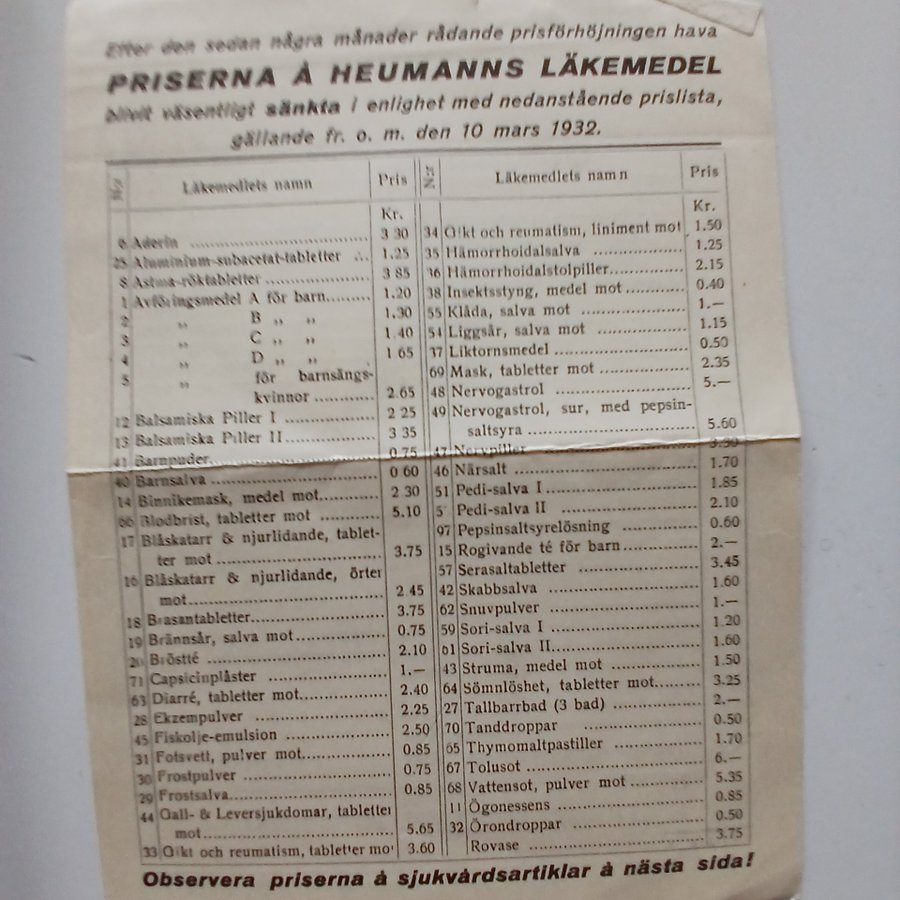 Efter den sedan några månader rådande prisförhöjningen hava
PRISERNA Å HEUMANNS LÄKEMEDEL
blivit väsentligt sänkta i enlighet med nedanstående prislista,
gällande fr. o. m. den 10 mars 1932.
N:r Läkemedlets namn Pris
Kr.
6 Aderin 3 30
25 Aluminium-subacetat-tabletter 1.25
8 Astma-röktabletter 3 85
1 Avföringsmedel A för barn 1.20
2 „ B „ „ 1.30
3 „ C „ „ 1 40
4 „ D „ „ 1 65
5 „ för barnsängs-
kvinnor 2.65
12 Balsamiska Piller I 2 25
13 Balsamiska Piller II 3 35
41 Barnpuder 0 75
40 Barnsalva 0 60
14 Binnikemask, medel mot 2 30
66 Blodbrist, tabletter mot 5.10
17 Blåskatarr & njurlidande, tablet-
ter mot 3.75
16 Blåskatarr & njurlidande, örter
mot 2 45
18 Brasantabletter 3.75
19 Brännsår, salva mot 0.75
20 Bröstté 2.10
71 Capsicinplåster 1.—
63 Diarré, tabletter mot 2.40
28 Ekzempulver 2.25
45 Fiskolje-emulsion 2.50
31 Fotsvett, pulver mot 0.85
30 Frostpulver 0.75
29 Frostsalva 0.85
44 Gall- & Leversjukdomar, tabletter
mot 5.65
33 Gikt och reumatism, tabletter mot 3.60
N:r Läkemedlets namn Pris
Kr.
34 Gikt och reumatism, liniment mot 1.50
35 Hämorrhoidalsalva 1.25
36 Hämorrhoidalstolpiller 2.15
38 Insektsstyng, medel mot 0.40
55 Klåda, salva mot 1.—
54 Liggsår, salva mot 1.15
37 Liktornsmedel 0.50
69 Mask, tabletter mot 2.35
48 Nervogastrol 5.—
49 Nervogastrol, sur, med pepsin-
saltsyra 5.60
47 Nervpiller 3.30
46 Närsalt 1.70
51 Pedi-salva I 1.85
5 Pedi-salva II 2.10
97 Pepsinsaltsyrelösning 0.60
15 Rogivande té för barn 2.—
57 Serasaltabletter 3.45
42 Skabbsalva 1.60
62 Snuvpulver 1.—
59 Sori-salva I 1.20
61 Sori-salva II 1.60
43 Struma, medel mot 1.50
64 Sömnlöshet, tabletter mot 3.25
27 Tallbarrbad (3 bad) 2.—
70 Tanddroppar 0.50
65 Thymomaltpastiller 1.70
67 Tolusot 6.—
68 Vattensot, pulver mot 5.35
11 Ögonessens 0.85
32 Örondroppar 0.50
Rovase 3.75
Observera priserna å sjukvårdsartiklar å nästa sida!